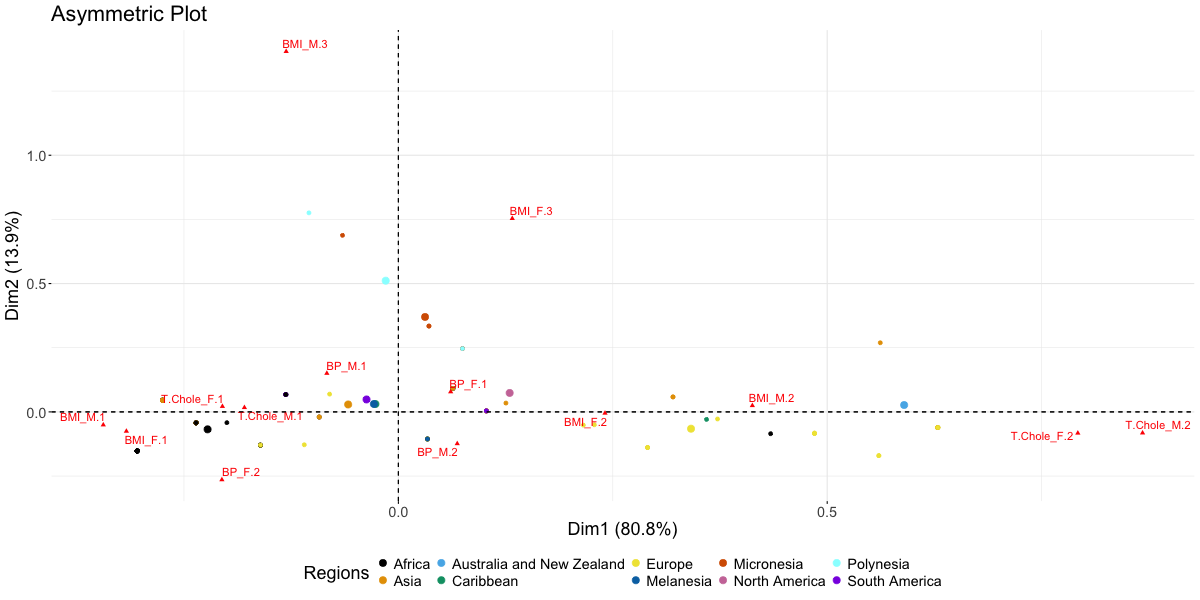 Asymmetric Plot
BMI_M.3
1.0
BMI_F.3
0.5
BP_M.1
BP_F.1
T.Chole_F.1
BMI_M.2
0.0
BMI_M.1
T.Chole_M.1
BMI_F.2
T.Chole_M.2
BMI_F.1
T.Chole_F.2
BP_M.2
BP_F.2
Dim2 (13.9%)
0.0 0.5
Dim1 (80.8%)
Regions
Africa Australia and New Zealand Europe Micronesia Polynesia
Asia Caribbean Melanesia North America South America